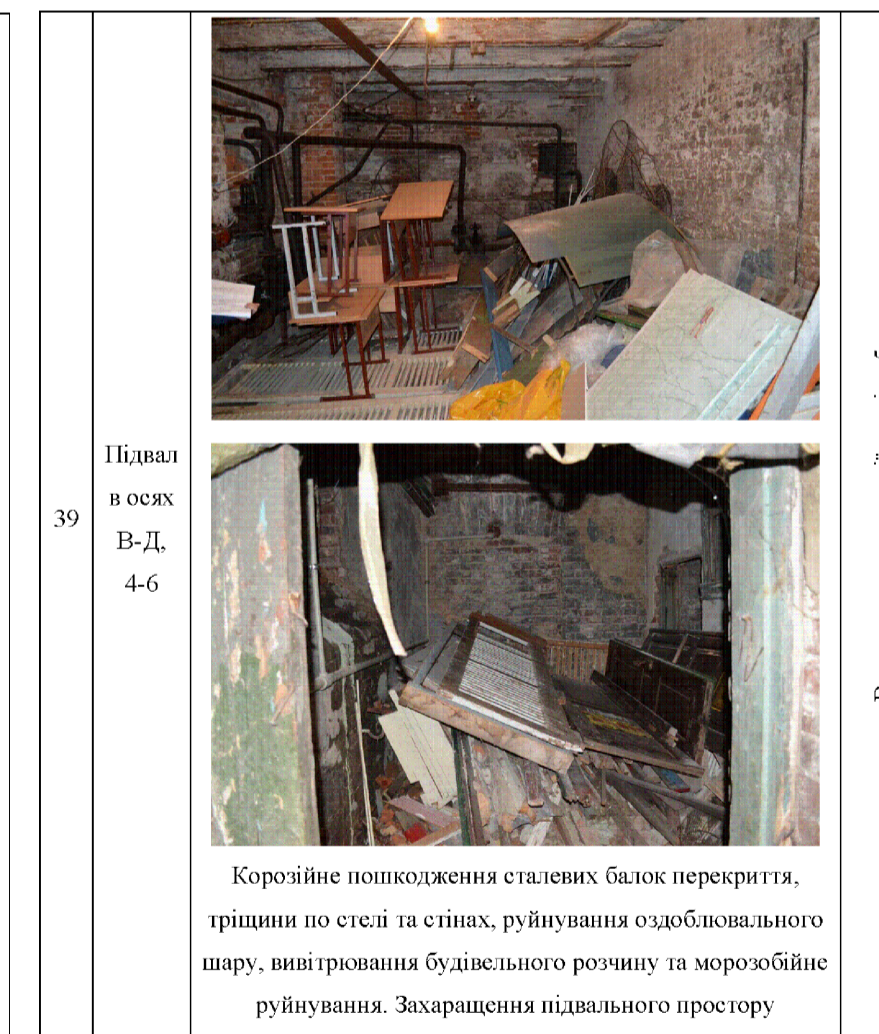 39
Підвал
в осях
В-Д,
4-6
Корозійне пошкодження сталевих балок перекриття,
тріщини по стелі та стінах, руйнування оздоблювального
шару, вивітрювання будівельного розчину та морозобійне
руйнування. Захаращення підвального простору